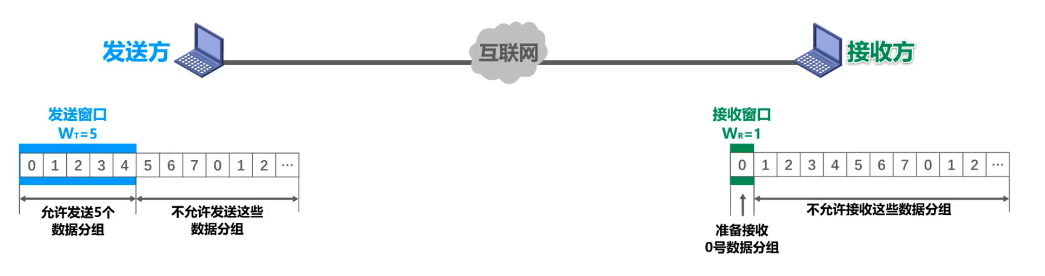 发送方
互联网
接收方
发送窗口
WT=5
接收窗口
WR=1
0 1 2 3 4 5 6 7 0 1 2 ···
0 1 2 3 4 5 6 7 0 1 2 ···
允许发送5个
数据分组
不允许发送这些
数据分组
不允许接收这些数据分组
准备接收
0号数据分组